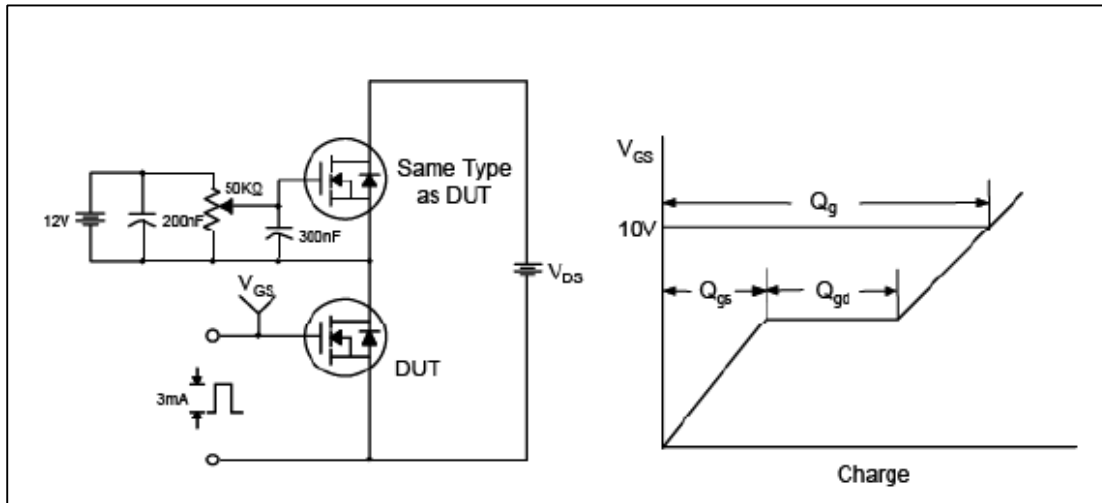 Same Type
as DUT
50KΩ
12V
200nF
300nF
VGS
VDS
DUT
3mA
VGS
Qg
10V
Qgs
Qgd
Charge